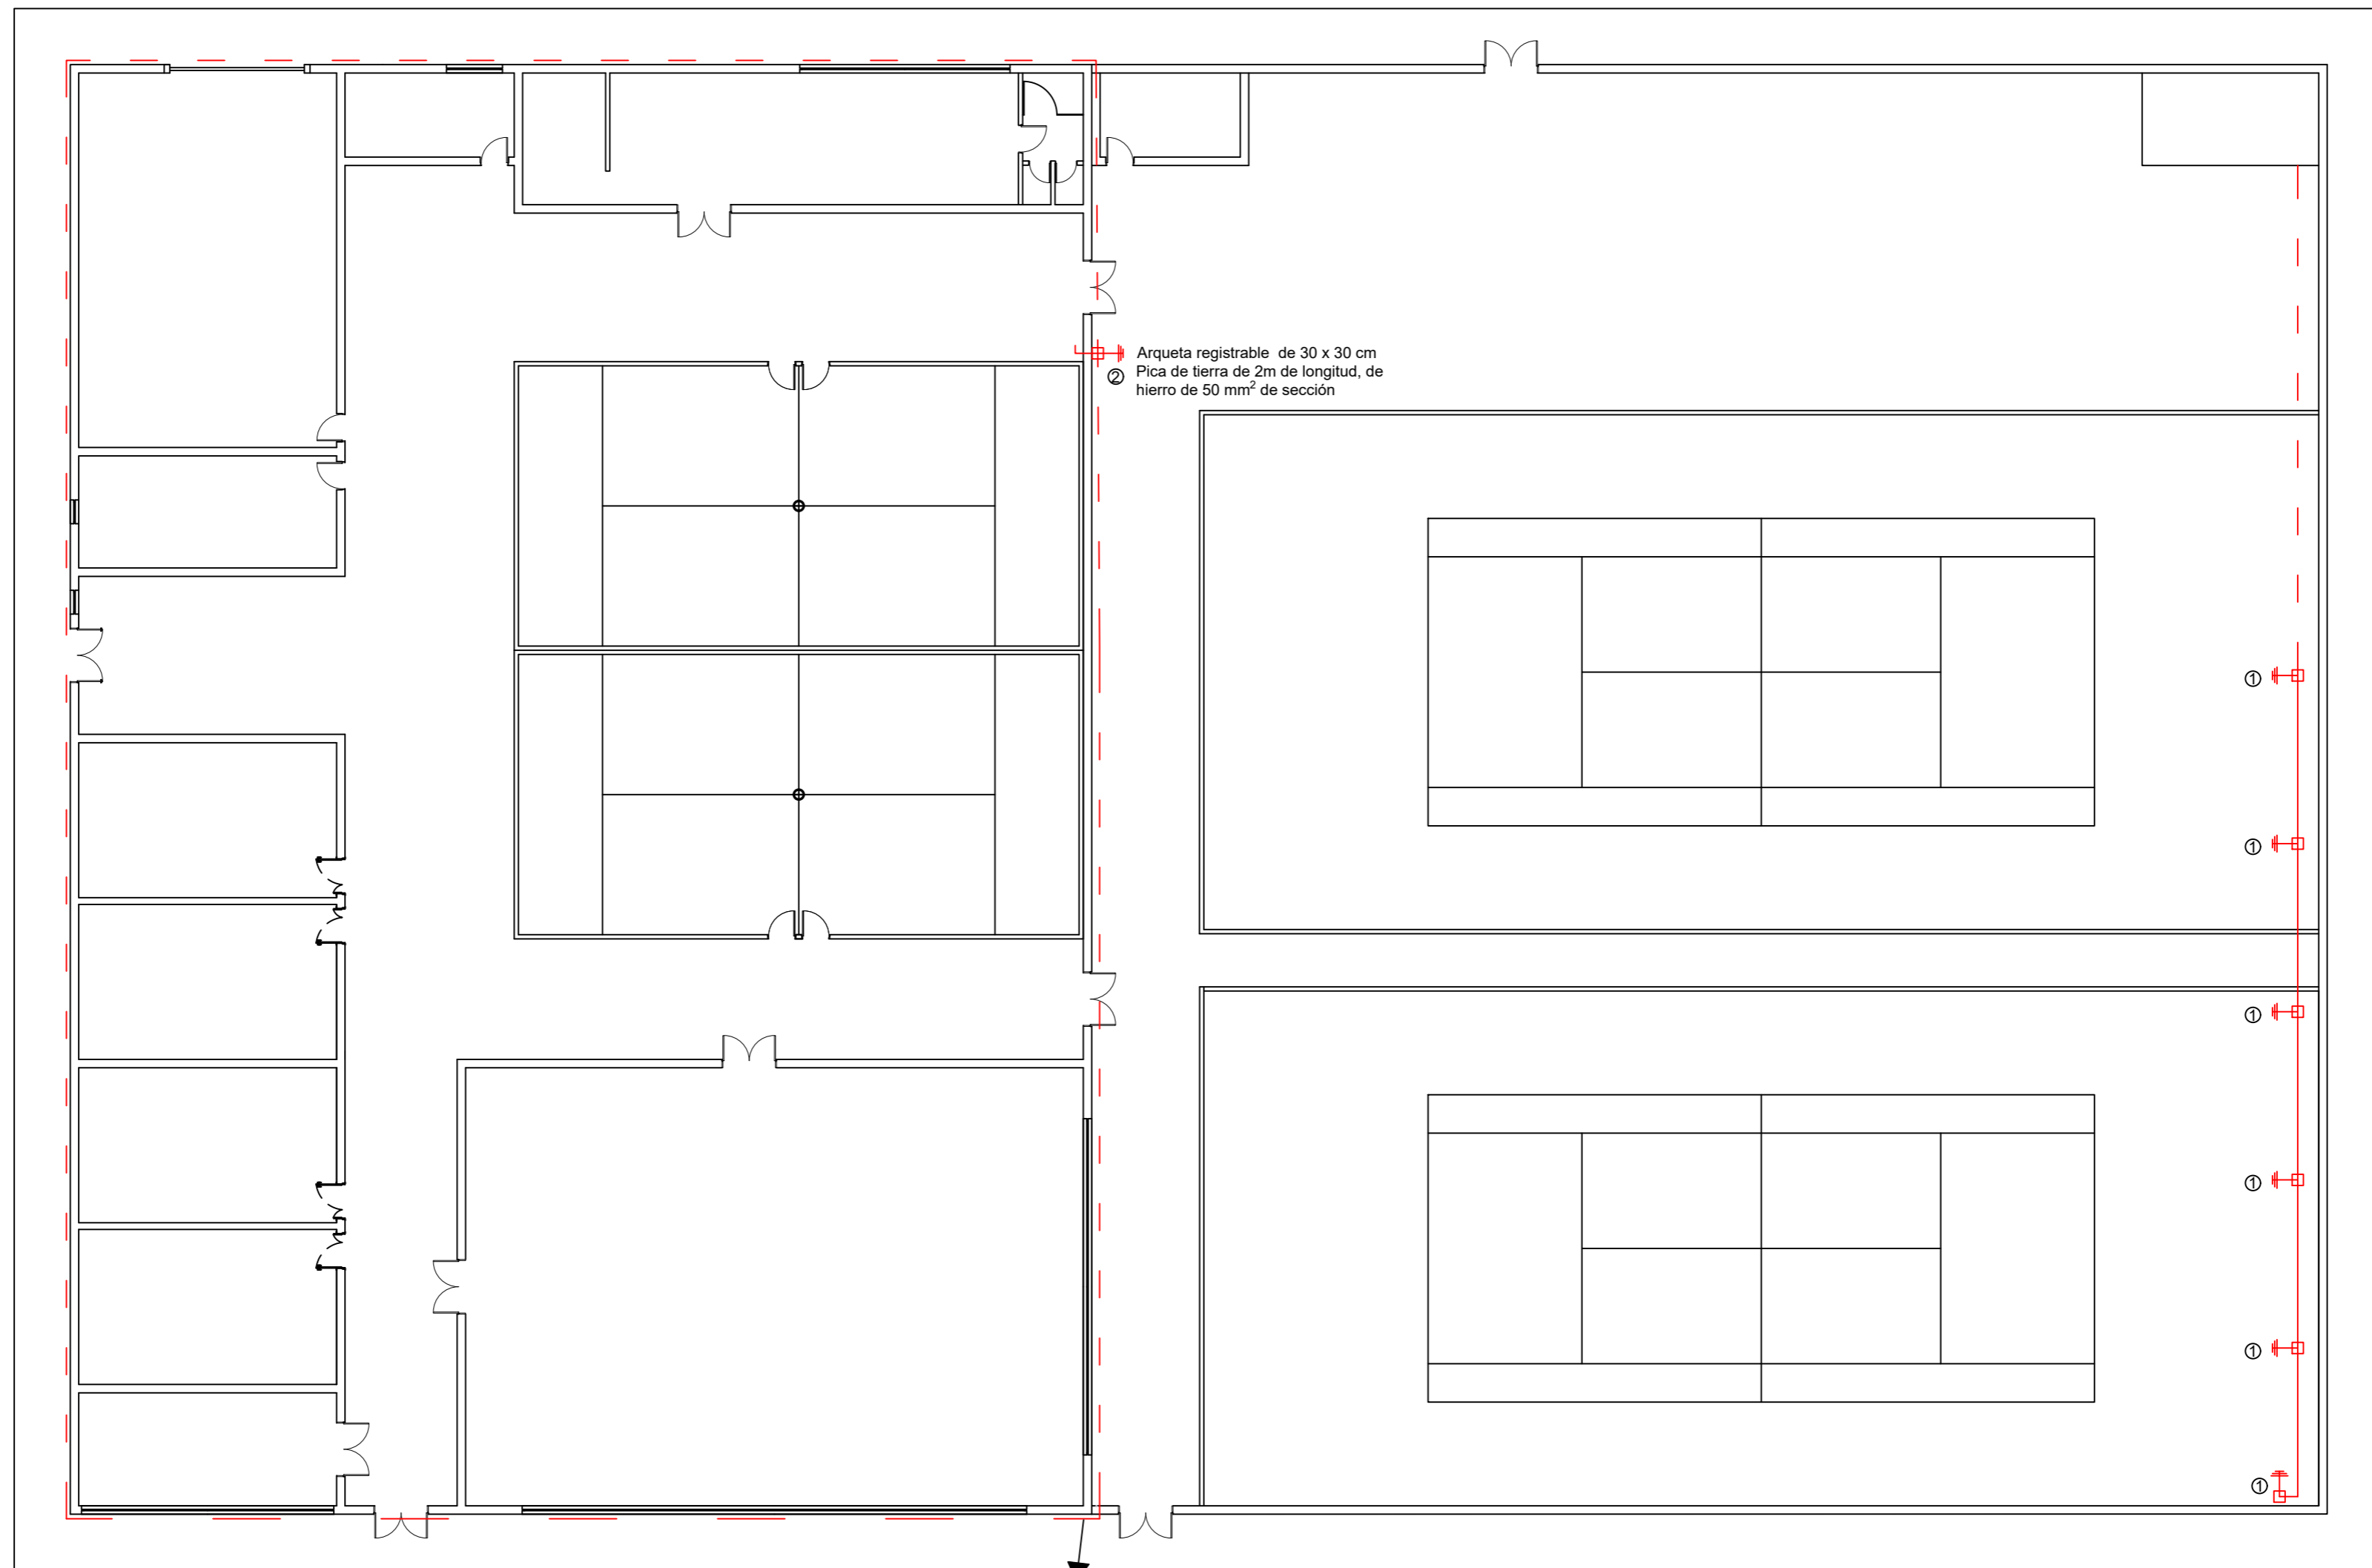 Arqueta registrable de 30 x 30 cm
② Pica de tierra de 2m de longitud, de
hierro de 50 mm² de sección
①
①
①
①
①
①